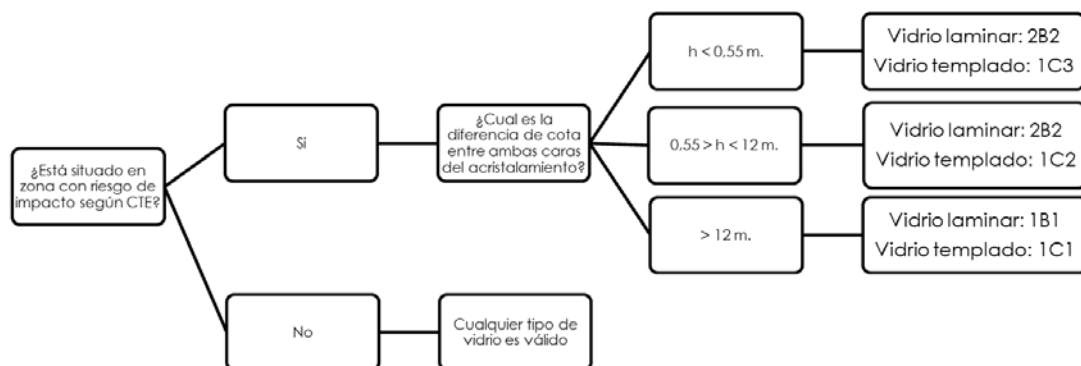 ¿Está situado en
zona con riesgo de
impacto según CTE?
Si
¿Cual es la
diferencia de cota
entre ambas caras
del acristalamiento?
h < 0,55 m.
Vidrio laminar: 2B2
Vidrio templado: 1C3
0,55 > h < 12 m.
Vidrio laminar: 2B2
Vidrio templado: 1C2
> 12 m.
Vidrio laminar: 1B1
Vidrio templado: 1C1
No
Cualquier tipo de
vidrio es válido